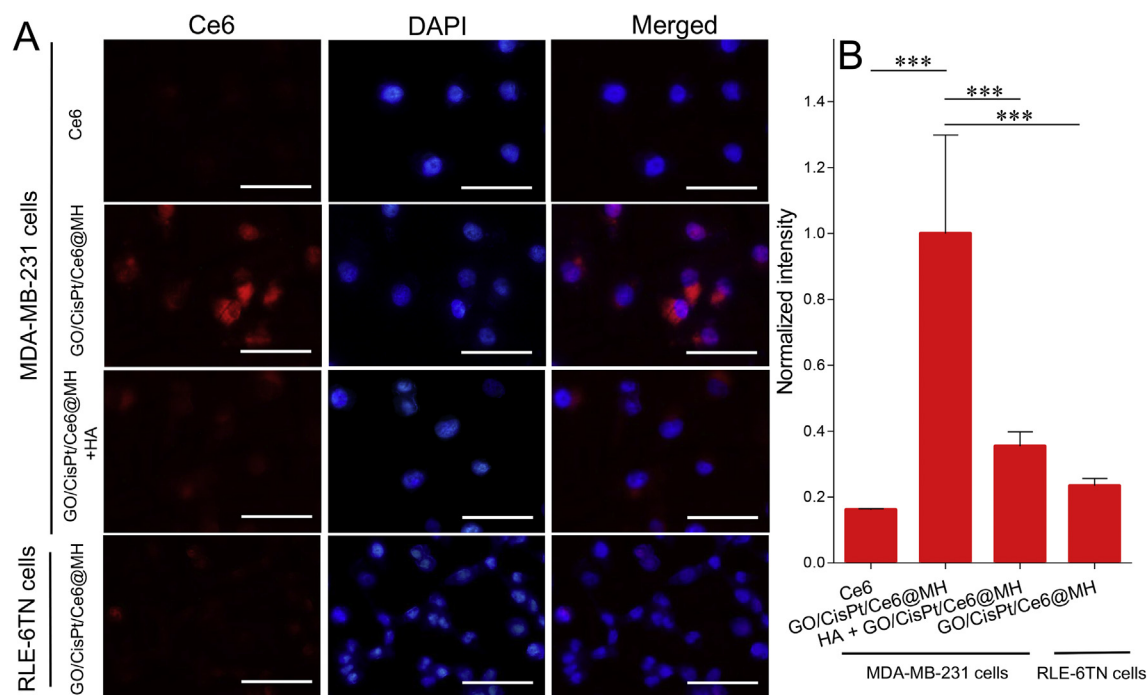 A
Ce6 DAPI Merged
MDA-MB-231 cells
Ce6
GO/CisPt/Ce6@MH
GO/CisPt/Ce6@MH
+HA
RLE-6TN cells
GO/CisPt/Ce6@MH
B
***
***
***
Normalized intensity
1.4
1.2
1.0
0.8
0.6
0.4
0.2
0.0
Ce6
GO/CisPt/Ce6@MH
HA + GO/CisPt/Ce6@MH
GO/CisPt/Ce6@MH
MDA-MB-231 cells
RLE-6TN cells